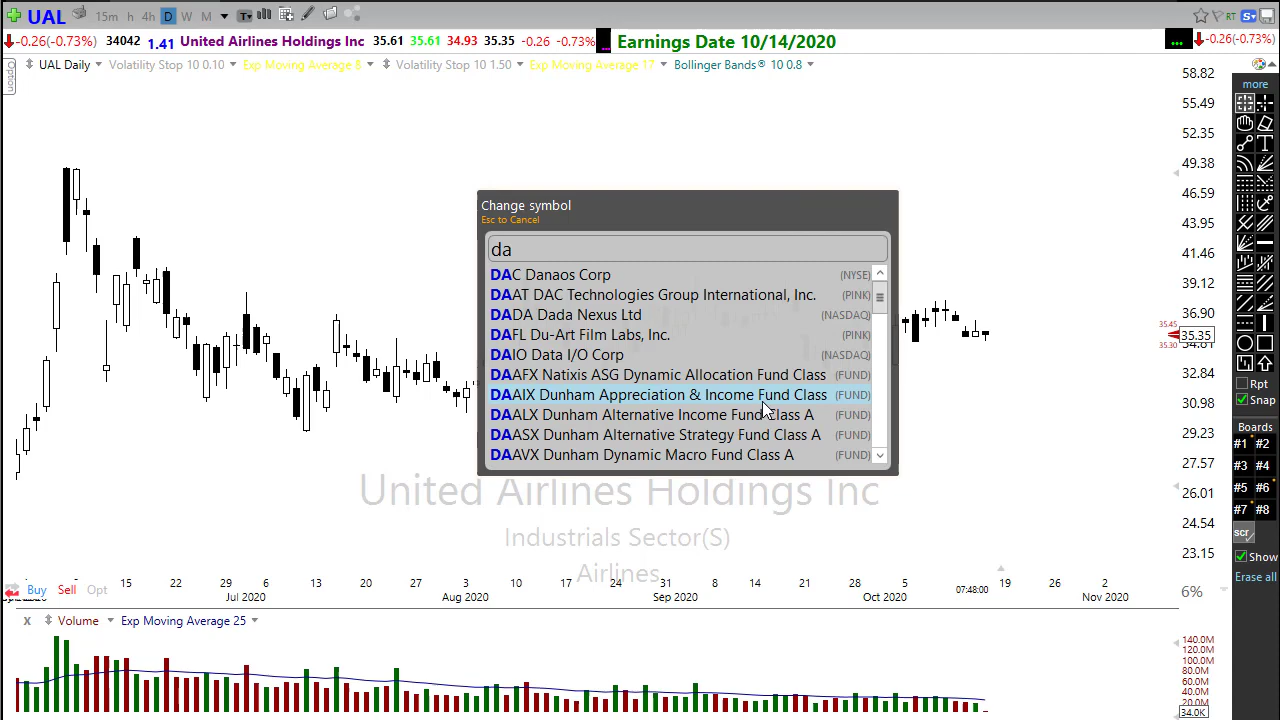 UAL 15m h 4h D W M T RT S
-0.26(-0.73%) 34042 1.41 United Airlines Holdings Inc 35.61 35.61 34.93 35.35 -0.26 -0.73% ... Earnings Date 10/14/2020 ... -0.26(-0.73%)
Option UAL Daily Volatility Stop 10 0.10 Exp Moving Average 8 Volatility Stop 10 1.50 Exp Moving Average 17 Bollinger Bands® 10 0.8
58.82
more
55.49
52.35
49.38
46.59
43.95
41.46
39.12
36.90
35.45
35.35
35.30
32.84
30.98
29.23
27.57
26.01
24.54
23.15
6%
Change symbol
Esc to Cancel
da
DAC Danaos Corp (NYSE)
DAAT DAC Technologies Group International, Inc. (PINK)
DADA Dada Nexus Ltd (NASDAQ)
DAFL Du-Art Film Labs, Inc. (PINK)
DAIO Data I/O Corp (NASDAQ)
DAAFX Natixis ASG Dynamic Allocation Fund Class (FUND)
DAAIX Dunham Appreciation & Income Fund Class (FUND)
DAALX Dunham Alternative Income Fund Class A (FUND)
DAASX Dunham Alternative Strategy Fund Class A (FUND)
DAAVX Dunham Dynamic Macro Fund Class A (FUND)
Rpt
Snap
Boards
#1 #2
#3 #4
#5 #6
#7 #8
scr
Show
Erase all
United Airlines Holdings Inc
Industrials Sector(S)
Airlines
Buy Sell Opt
15 22 29 6 13 20 27 3 10 17 24 31 8 14 21 28 5 07:48:00 19 26 2
Jul 2020 Aug 2020 Sep 2020 Oct 2020 Nov 2020
X Volume Exp Moving Average 25
140.0M
120.0M
100.0M
80.0M
60.0M
40.0M
20.0M
34.0K